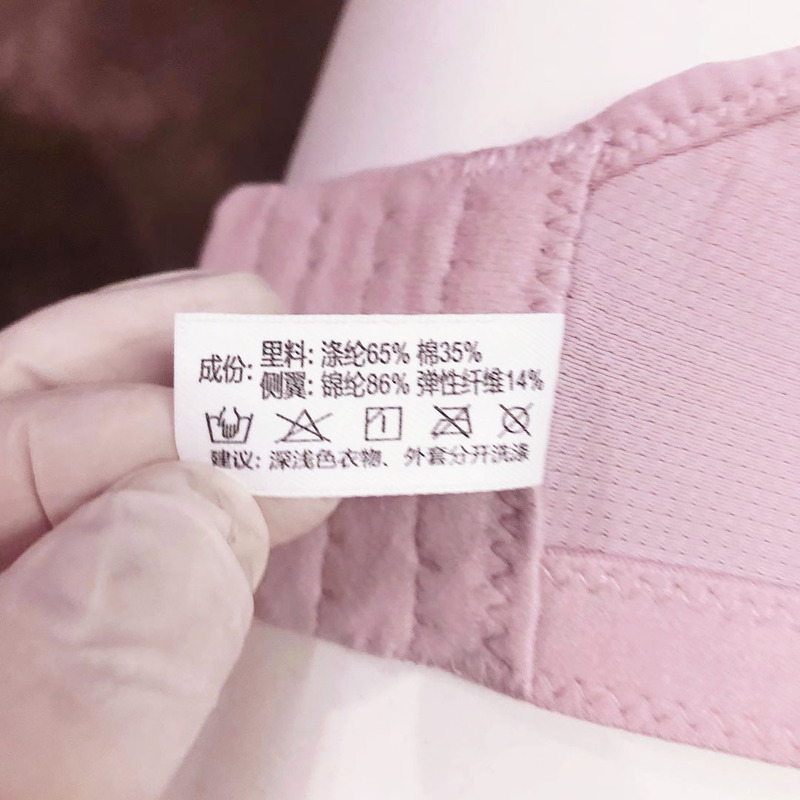 成份:
里料: 涤纶65% 棉35%
侧翼: 锦纶86% 弹性纤维14%
建议: 深浅色衣物、外套分开洗涤